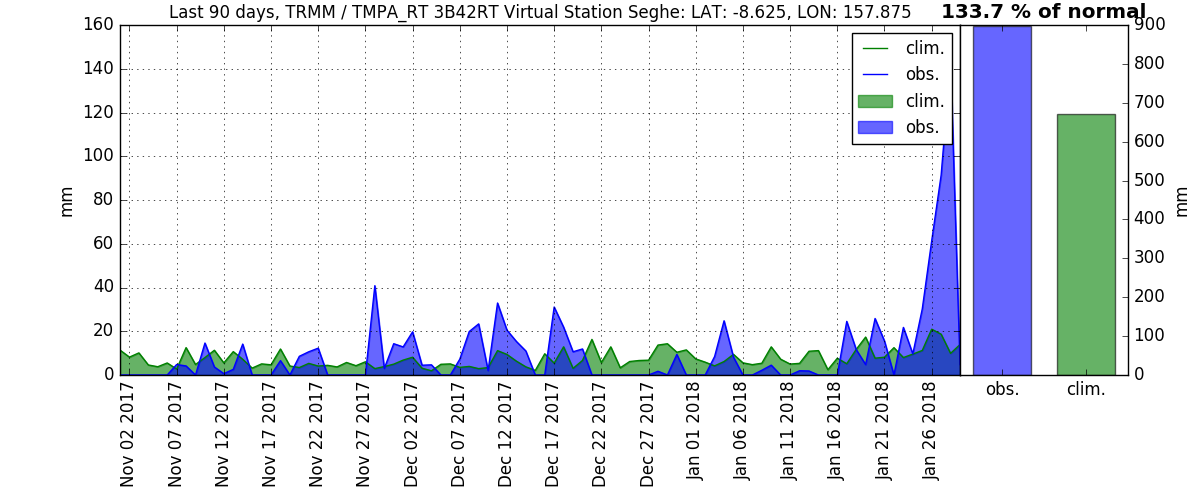 Last 90 days, TRMM / TMPA_RT 3B42RT Virtual Station Seghe: LAT: -8.625, LON: 157.875
133.7 % of normal
160
140
120
100
80
60
40
20
0
mm
clim.
obs.
clim.
obs.
900
800
700
600
500
400
300
200
100
0
mm
Nov 02 2017
Nov 07 2017
Nov 12 2017
Nov 17 2017
Nov 22 2017
Nov 27 2017
Dec 02 2017
Dec 07 2017
Dec 12 2017
Dec 17 2017
Dec 22 2017
Dec 27 2017
Jan 01 2018
Jan 06 2018
Jan 11 2018
Jan 16 2018
Jan 21 2018
Jan 26 2018
obs.
clim.